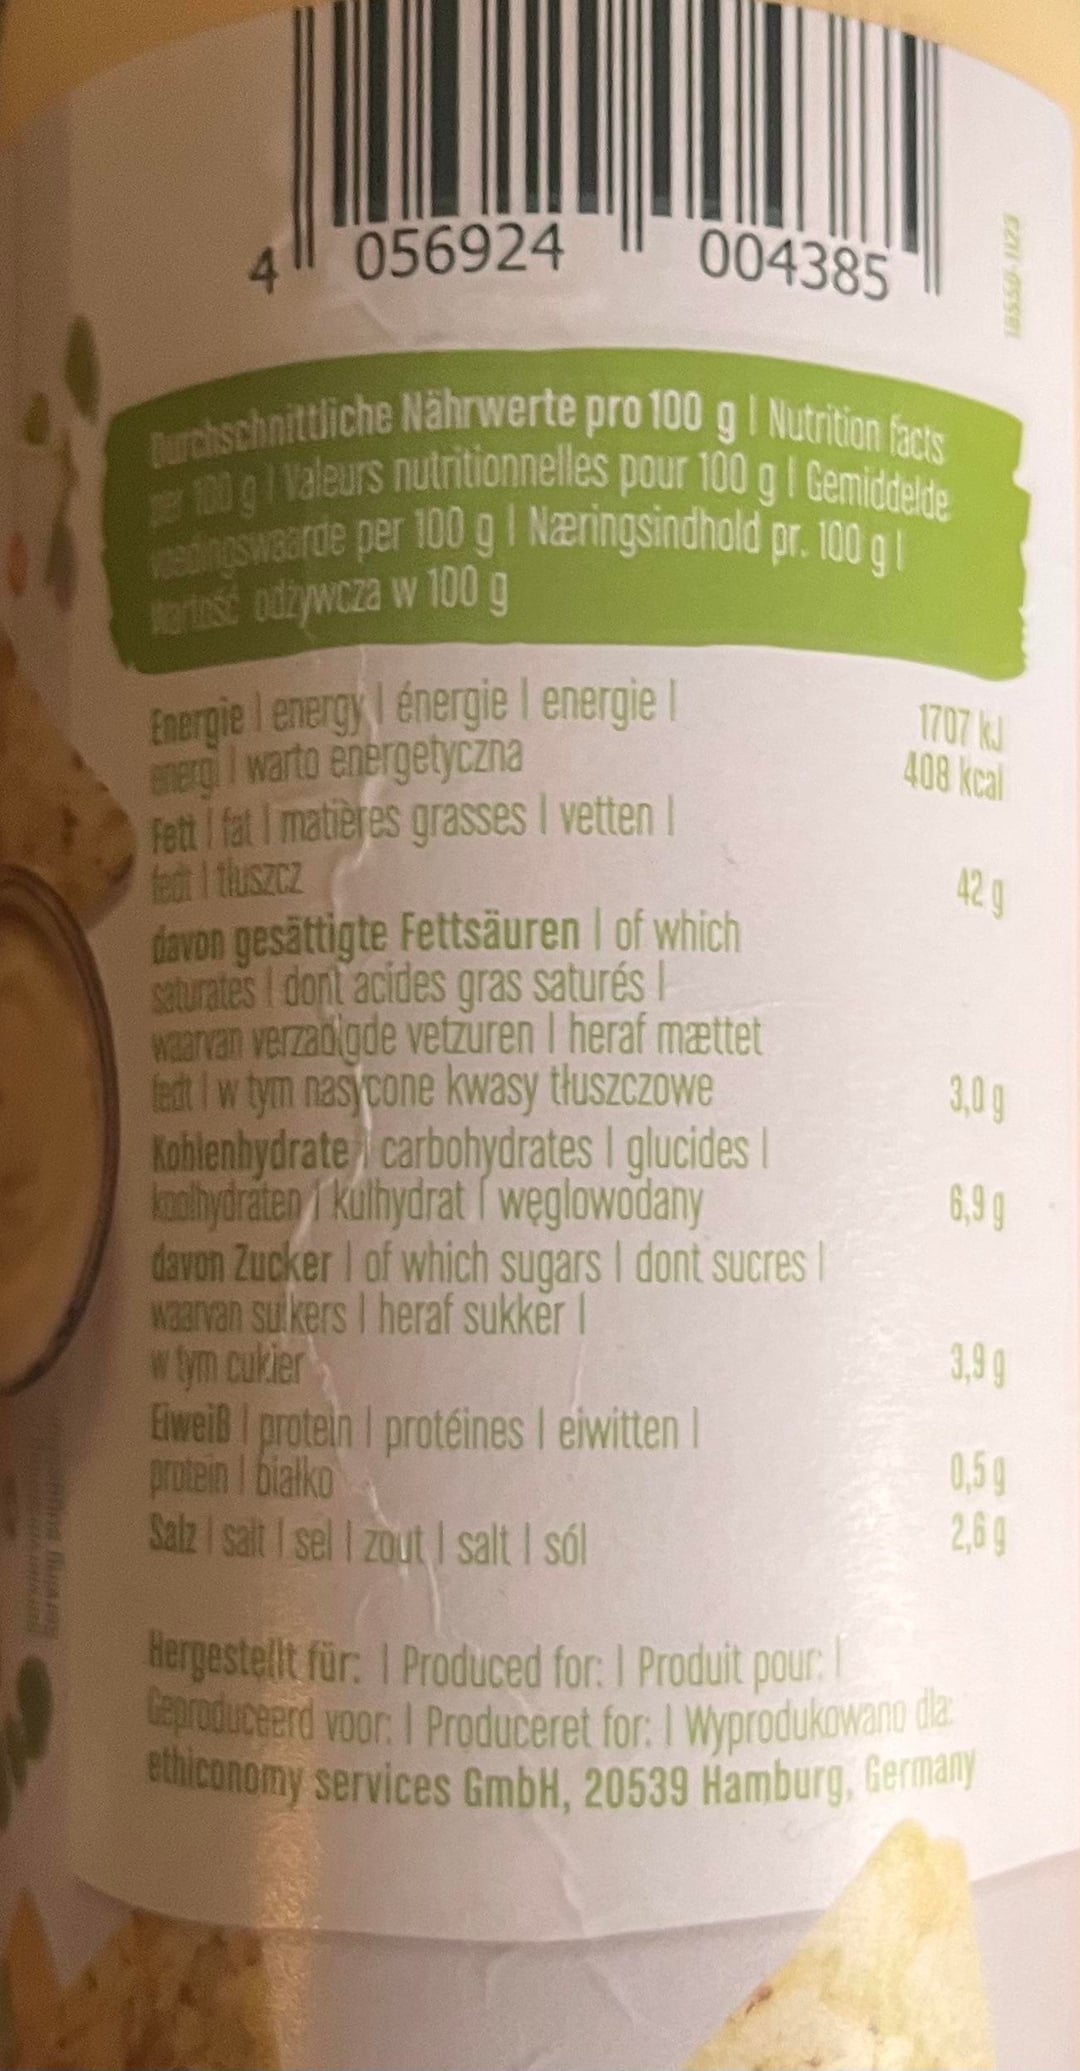 4 056924 004385
18550-1123
Durchschnittliche Nährwerte pro 100 g | Nutrition facts
per 100 g | Valeurs nutritionnelles pour 100 g | Gemiddelde
voedingswaarde per 100 g | Næringsindhold pr. 100 g |
Wartość odżywcza w 100 g
Energie | energy | énergie | energie | 1707 kJ
energi | warto energetyczna 408 kcal
Fett | fat | matières grasses | vetten |
fedt | tłuszcz 42 g
davon gesättigte Fettsäuren | of which
saturates | dont acides gras saturés |
waarvan verzadigde vetzuren | heraf mættet
fedt | w tym nasycone kwasy tłuszczowe 3,0 g
Kohlenhydrate | carbohydrates | glucides |
koolhydraten | kulhydrat | węglowodany 6,9 g
davon Zucker | of which sugars | dont sucres |
waarvan suikers | heraf sukker |
w tym cukier 3,9 g
Eiweiß | protein | protéines | eiwitten |
protein | białko 0,5 g
Salz | salt | sel | zout | salt | sól 2,6 g
Hergestellt für: | Produced for: | Produit pour: |
Geproduceerd voor: | Produceret for: | Wyprodukowano dla:
ethiconomy services GmbH, 20539 Hamburg, Germany